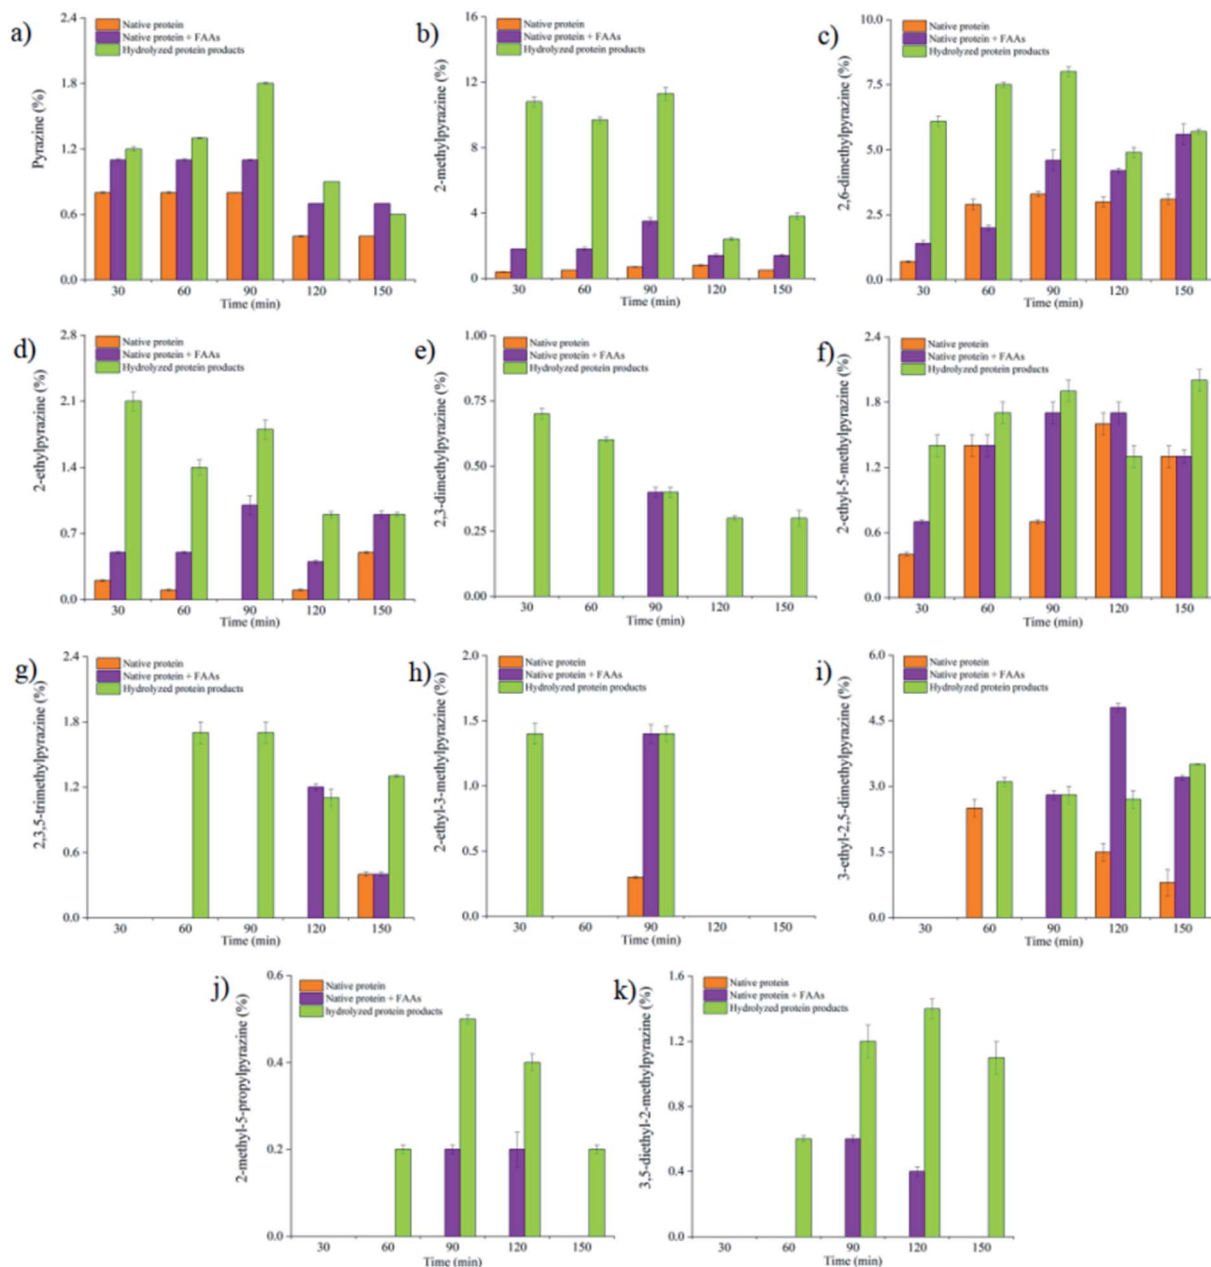 a)
Pyrazine (%)
2.4
1.8
1.2
0.6
0.0
Native protein
Native protein + FAAs
Hydrolyzed protein products
30 60 90 120 150
Time (min)
b)
2-methylpyrazine (%)
16
12
8
4
0
Native protein
Native protein + FAAs
Hydrolyzed protein products
30 60 90 120 150
Time (min)
c)
2,6-dimethylpyrazine (%)
10.0
7.5
5.0
2.5
0.0
Native protein
Native protein + FAAs
Hydrolyzed protein products
30 60 90 120 150
Time (min)
d)
2-ethylpyrazine (%)
2.8
2.1
1.4
0.7
0.0
Native protein
Native protein + FAAs
Hydrolyzed protein products
30 60 90 120 150
Time (min)
e)
2,3-dimethylpyrazine (%)
1.00
0.75
0.50
0.25
0.00
Native protein
Native protein + FAAs
Hydrolyzed protein products
30 60 90 120 150
Time (min)
f)
2-ethyl-5-methylpyrazine (%)
2.4
1.8
1.2
0.6
0.0
Native protein
Native protein + FAAs
Hydrolyzed protein products
30 60 90 120 150
Time (min)
g)
2,3,5-trimethylpyrazine (%)
2.4
1.8
1.2
0.6
0.0
Native protein
Native protein + FAAs
Hydrolyzed protein products
30 60 90 120 150
Time (min)
h)
2-ethyl-3-methylpyrazine (%)
2.0
1.5
1.0
0.5
0.0
Native protein
Native protein + FAAs
Hydrolyzed protein products
30 60 90 120 150
Time (min)
i)
3-ethyl-2,5-dimethylpyrazine (%)
6.0
4.5
3.0
1.5
0.0
Native protein
Native protein + FAAs
Hydrolyzed protein products
30 60 90 120 150
Time (min)
j)
2-methyl-5-propylpyrazine (%)
0.6
0.4
0.2
0.0
Native protein
Native protein + FAAs
hydrolyzed protein products
30 60 90 120 150
Time (min)
k)
3,5-diethyl-2-methylpyrazine (%)
1.6
1.2
0.8
0.4
0.0
Native protein
Native protein + FAAs
Hydrolyzed protein products
30 60 90 120 150
Time (min)